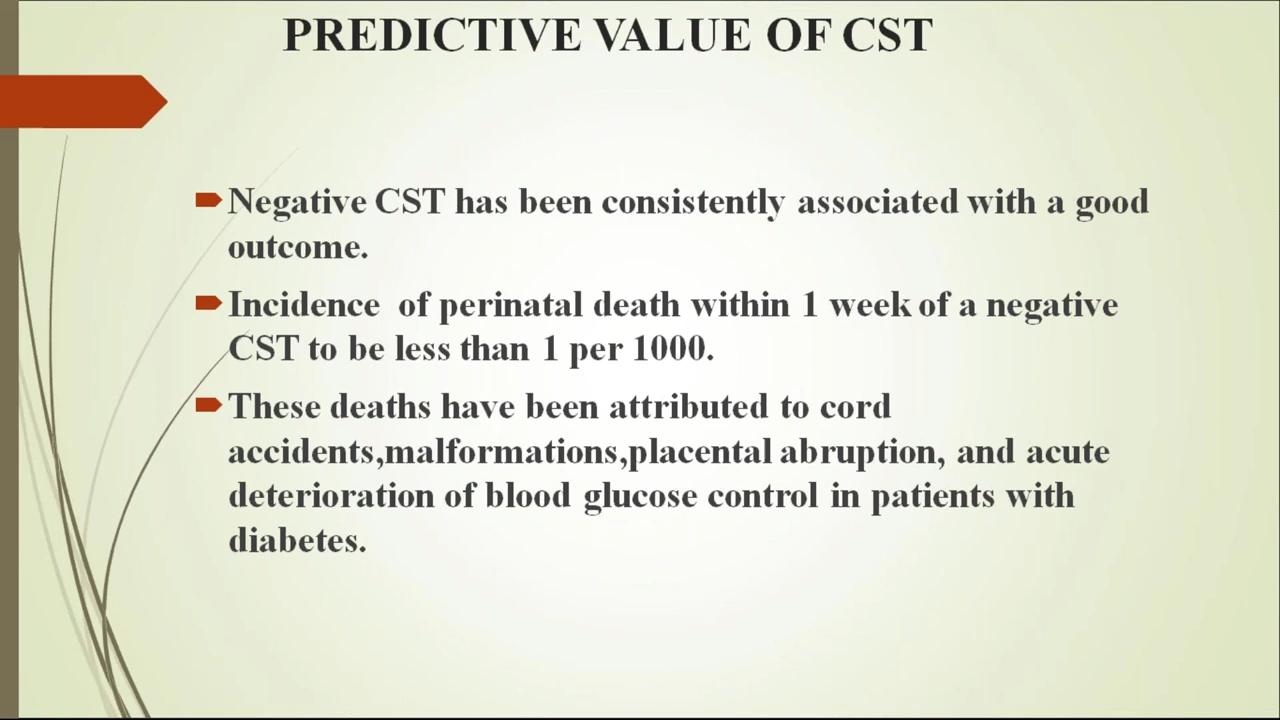 PREDICTIVE VALUE OF CST
Negative CST has been consistently associated with a good
outcome.
Incidence of perinatal death within 1 week of a negative
CST to be less than 1 per 1000.
These deaths have been attributed to cord
accidents,malformations,placental abruption, and acute
deterioration of blood glucose control in patients with
diabetes.